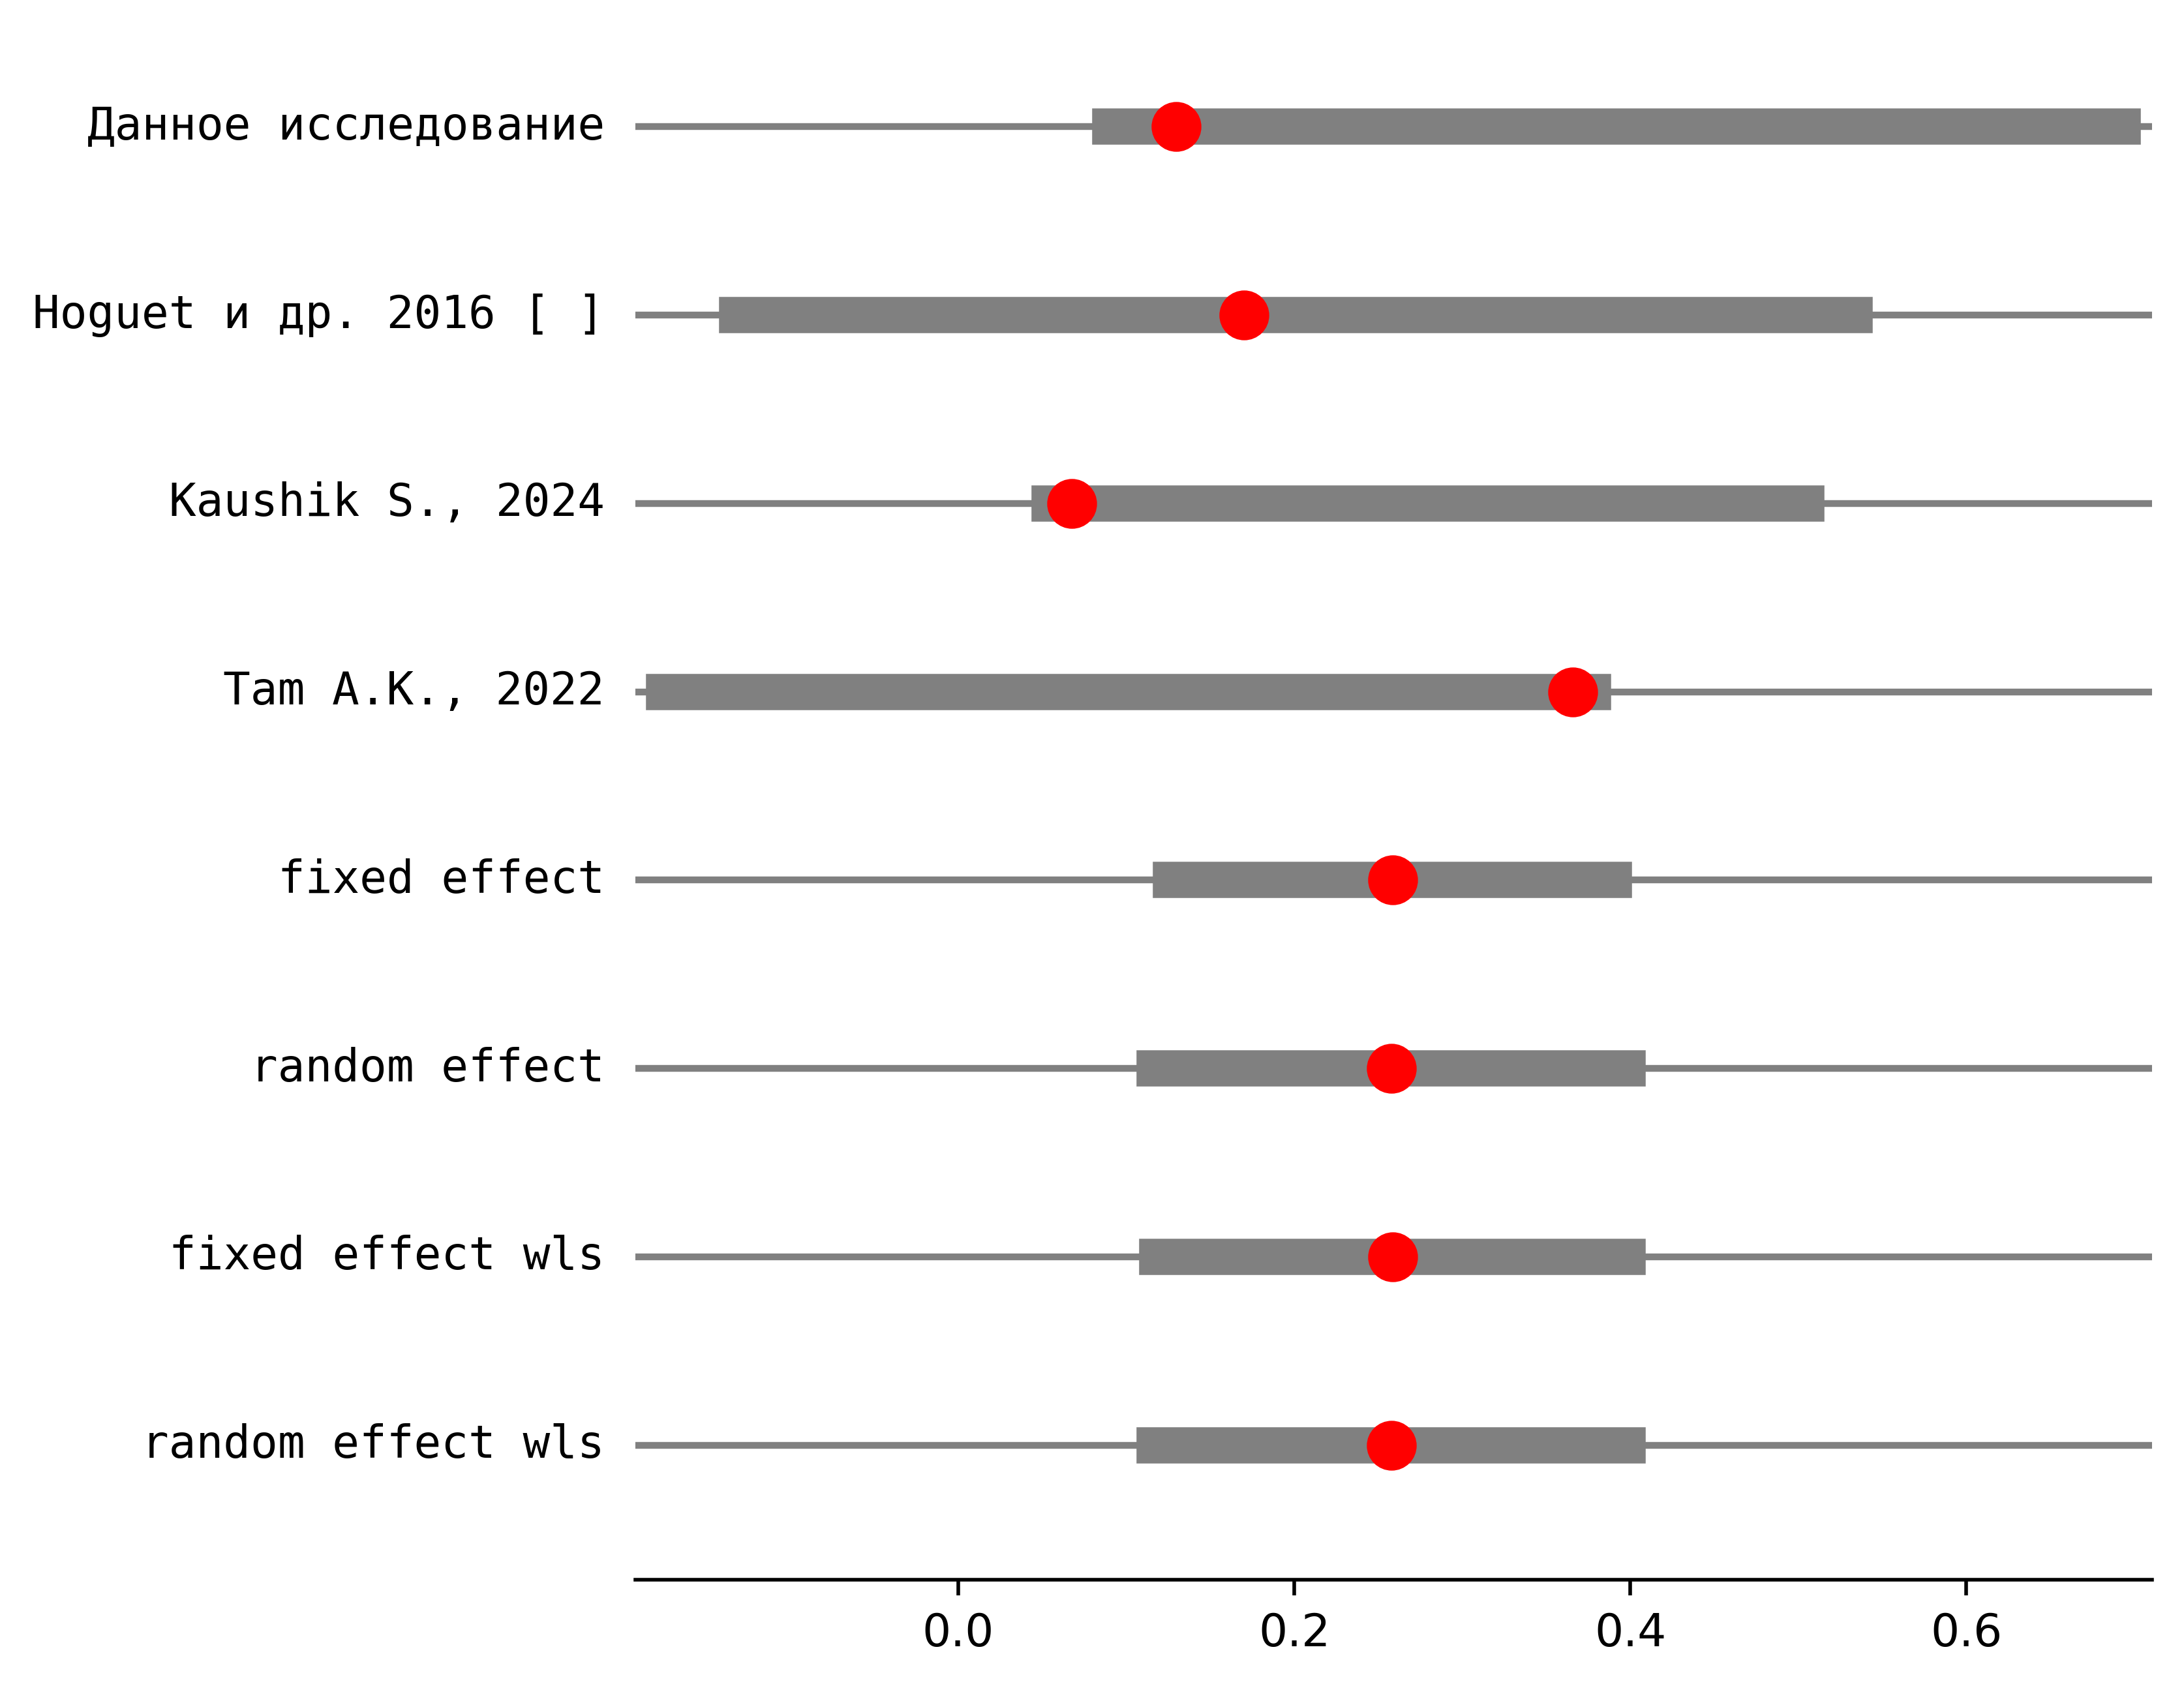 Данное исследование
Hoguet и др. 2016 [ ]
Kaushik S., 2024
Tam A.K., 2022
fixed effect
random effect
fixed effect wls
random effect wls
0.0 0.2 0.4 0.6